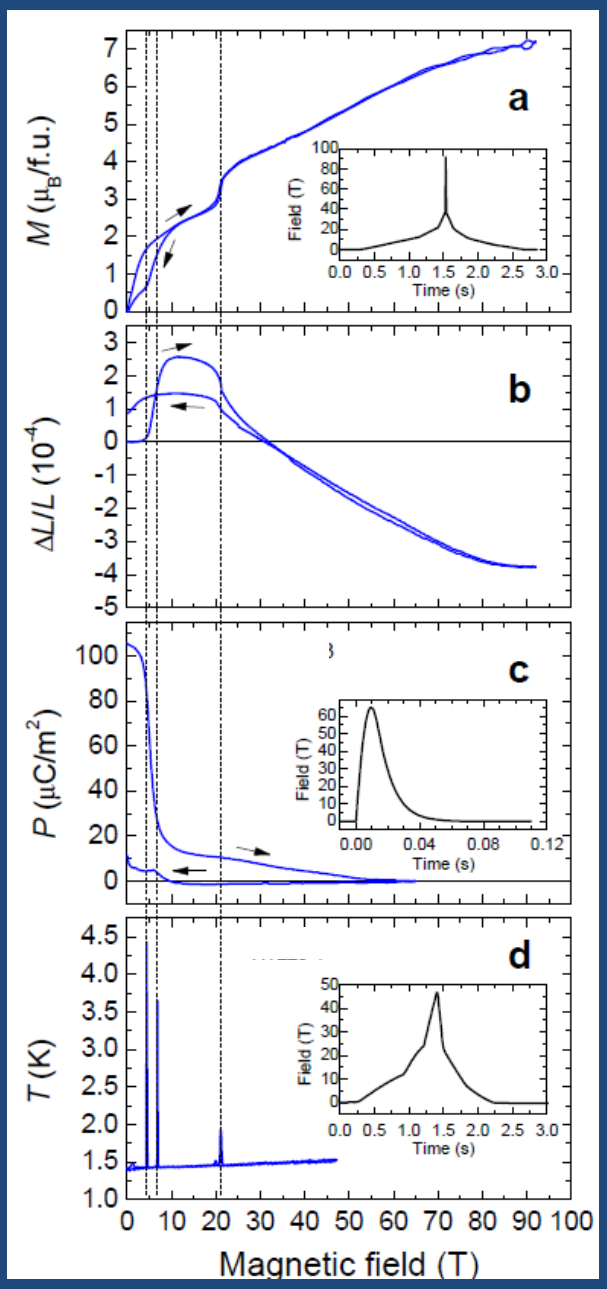 7
6
5
4
3
2
1
0
M (μB/f.u.)
a
100
80
60
40
20
0
Field (T)
0.0 0.5 1.0 1.5 2.0 2.5 3.0
Time (s)
3
2
1
0
-1
-2
-3
-4
-5
ΔL/L (10⁻⁴)
b
100
80
60
40
20
0
P (μC/m²)
c
60
50
40
30
20
10
0
Field (T)
0.00 0.04 0.08 0.12
Time (s)
4.5
4.0
3.5
3.0
2.5
2.0
1.5
1.0
T (K)
d
50
40
30
20
10
0
Field (T)
0.0 0.5 1.0 1.5 2.0 2.5 3.0
Time (s)
0 10 20 30 40 50 60 70 80 90 100
Magnetic field (T)